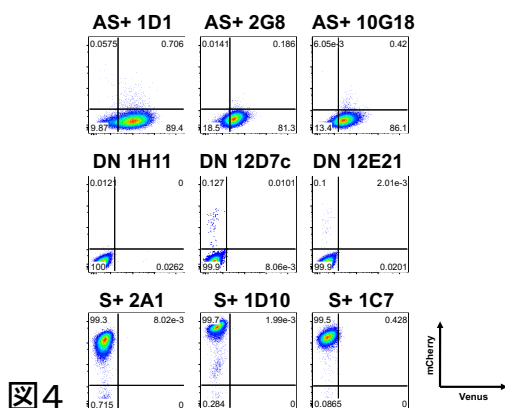 AS+ 1D1 AS+ 2G8 AS+ 10G18
0.0575 0.706 0.0141 0.186 6.05e-3 0.42
9.87 89.4 18.5 81.3 13.4 86.1
DN 1H11 DN 12D7c DN 12E21
0.0121 0 0.127 0.0101 0.1 2.01e-3
100 0.0262 99.9 8.06e-3 99.9 0.0201
S+ 2A1 S+ 1D10 S+ 1C7
99.3 8.02e-3 99.7 1.99e-3 99.5 0.428
0.715 0 0.284 0 0.0865 0
mCherry
Venus
図4